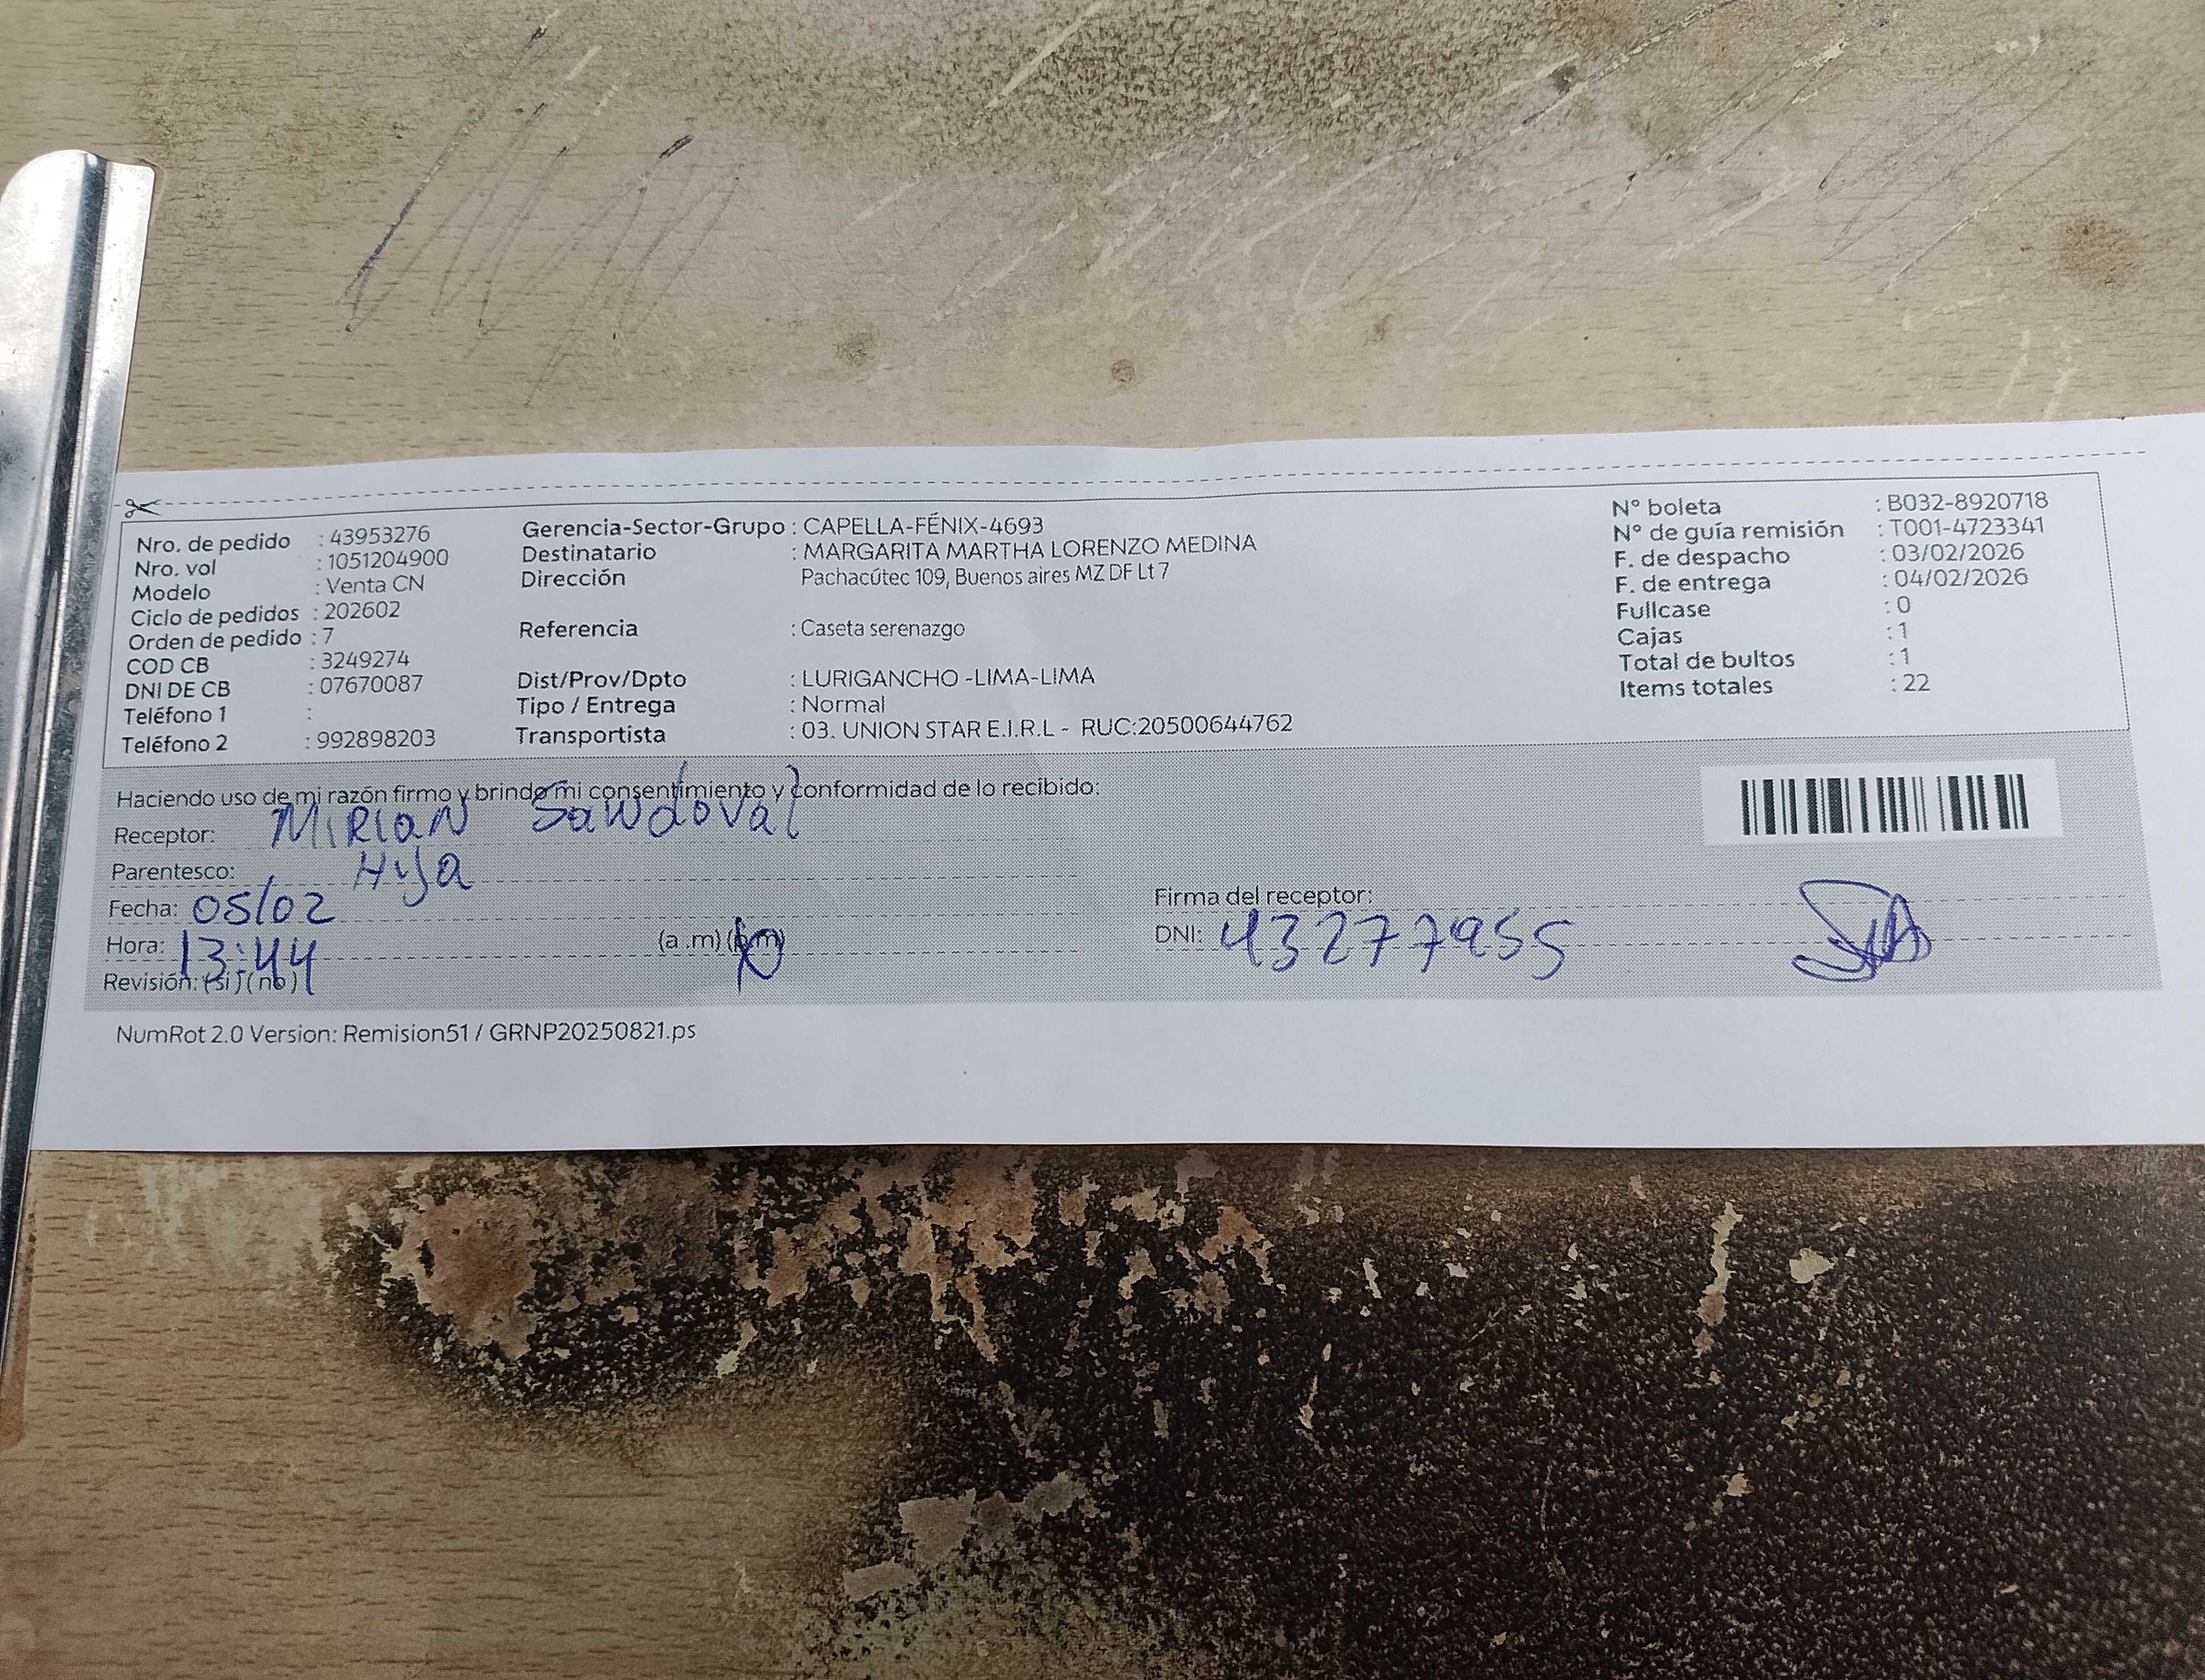 Nro. de pedido : 43953276
Nro. vol : 1051204900
Modelo : Venta CN
Ciclo de pedidos : 202602
Orden de pedido : 7
COD CB : 3249274
DNI DE CB : 07670087
Teléfono 1 :
Teléfono 2 : 992898203
Gerencia-Sector-Grupo : CAPELLA-FÉNIX-4693
Destinatario : MARGARITA MARTHA LORENZO MEDINA
Dirección Pachacútec 109, Buenos aires MZ DF Lt 7
Referencia : Caseta serenazgo
Dist/Prov/Dpto : LURIGANCHO -LIMA-LIMA
Tipo / Entrega : Normal
Transportista : 03. UNION STAR E.I.R.L - RUC:20500644762
N° boleta : B032-8920718
N° de guía remisión : T001-4723341
F. de despacho : 03/02/2026
F. de entrega : 04/02/2026
Fullcase : 0
Cajas : 1
Total de bultos : 1
Items totales : 22
Haciendo uso de mi razón firmo y brindo mi consentimiento y conformidad de lo recibido:
Receptor: MIRIAN Sandoval
Parentesco: Hija
Fecha: 05/02
Hora: 13:44 (a .m) (p.m)
Revisión: (si) (no)
Firma del receptor:
DNI: 43277955
NumRot 2.0 Version: Remision51 / GRNP20250821.ps